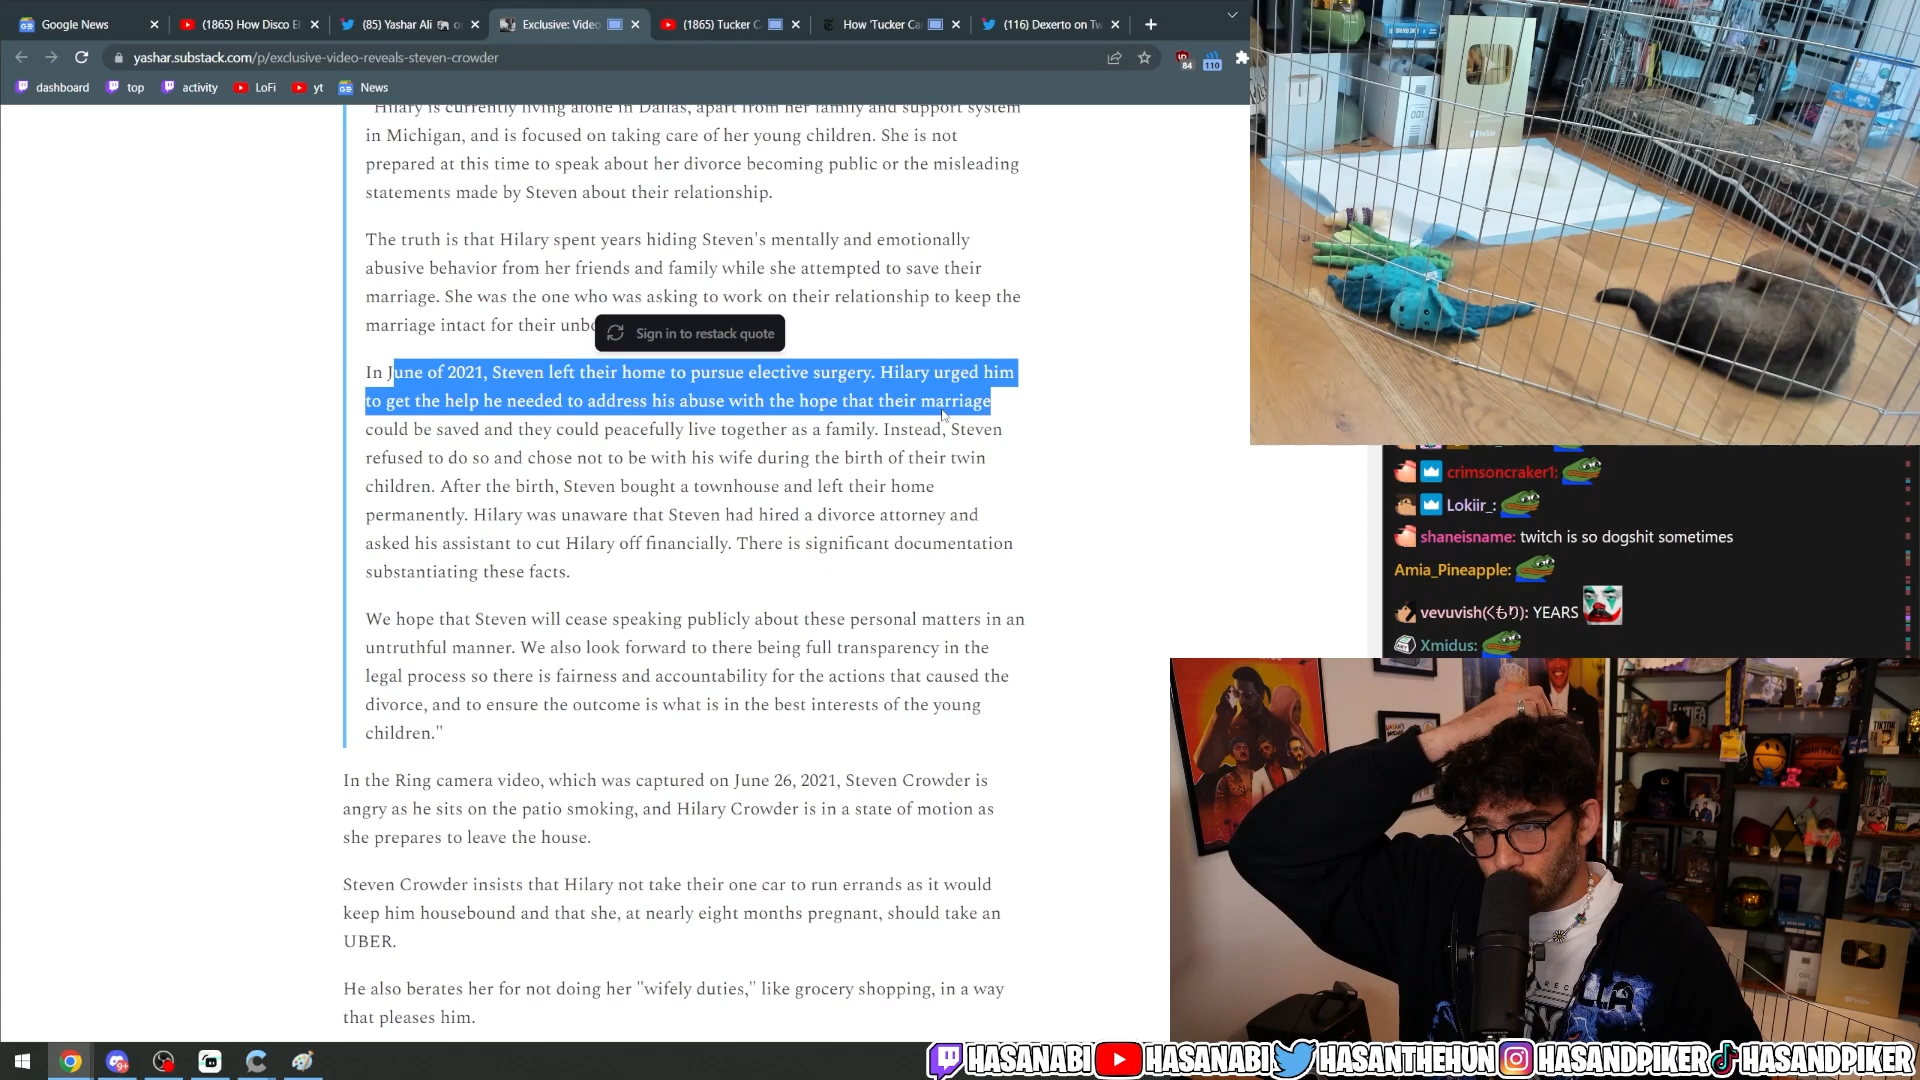 Google News
(1865) How Disco E
(85) Yashar Ali
Exclusive: Video
(1865) Tucker C
How 'Tucker Ca
(116) Dexerto on Tw
yashar.substack.com/p/exclusive-video-reveals-steven-crowder
84
110
dashboard
top
activity
LoFi
yt
News
"Hilary is currently living alone in Dallas, apart from her family and support system
in Michigan, and is focused on taking care of her young children. She is not
prepared at this time to speak about her divorce becoming public or the misleading
statements made by Steven about their relationship.
The truth is that Hilary spent years hiding Steven's mentally and emotionally
abusive behavior from her friends and family while she attempted to save their
marriage. She was the one who was asking to work on their relationship to keep the
marriage intact for their unbo
Sign in to restack quote
In June of 2021, Steven left their home to pursue elective surgery. Hilary urged him
to get the help he needed to address his abuse with the hope that their marriage
could be saved and they could peacefully live together as a family. Instead, Steven
refused to do so and chose not to be with his wife during the birth of their twin
children. After the birth, Steven bought a townhouse and left their home
permanently. Hilary was unaware that Steven had hired a divorce attorney and
asked his assistant to cut Hilary off financially. There is significant documentation
substantiating these facts.
We hope that Steven will cease speaking publicly about these personal matters in an
untruthful manner. We also look forward to there being full transparency in the
legal process so there is fairness and accountability for the actions that caused the
divorce, and to ensure the outcome is what is in the best interests of the young
children."
In the Ring camera video, which was captured on June 26, 2021, Steven Crowder is
angry as he sits on the patio smoking, and Hilary Crowder is in a state of motion as
she prepares to leave the house.
Steven Crowder insists that Hilary not take their one car to run errands as it would
keep him housebound and that she, at nearly eight months pregnant, should take an
UBER.
He also berates her for not doing her "wifely duties," like grocery shopping, in a way
that pleases him.
crimsoncraker1:
Lokiir_:
shaneisname: twitch is so dogshit sometimes
Amia_Pineapple:
vevuvish(くもり): YEARS
Xmidus:
HASANABI HASANABI HASANTHEHUN HASANDPIKER HASANDPIKER